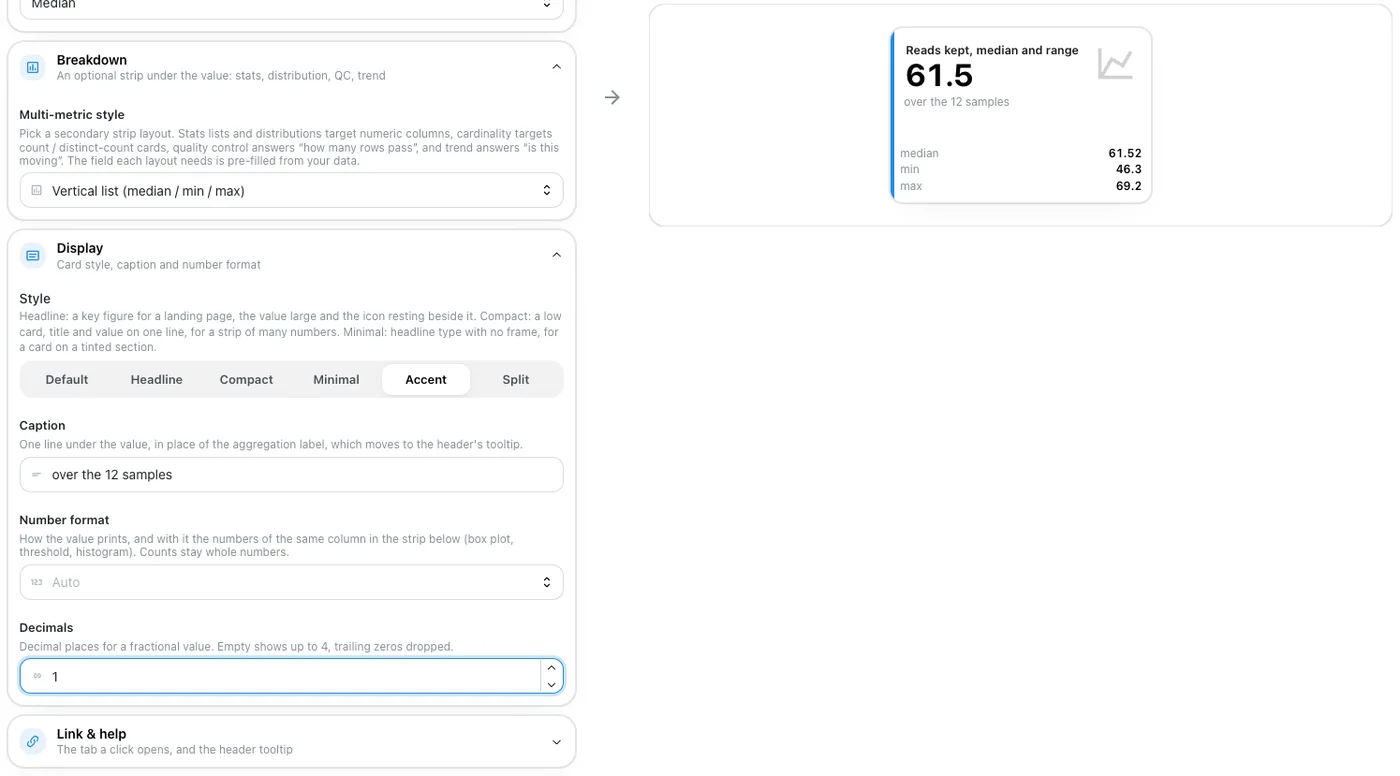 Median
Breakdown
An optional strip under the value: stats, distribution, QC, trend
Multi-metric style
Pick a secondary strip layout. Stats lists and distributions target numeric columns, cardinality targets
count / distinct-count cards, quality control answers “how many rows pass”, and trend answers “is this
moving”. The field each layout needs is pre-filled from your data.
Vertical list (median / min / max)
Display
Card style, caption and number format
Style
Headline: a key figure for a landing page, the value large and the icon resting beside it. Compact: a low
card, title and value on one line, for a strip of many numbers. Minimal: headline type with no frame, for
a card on a tinted section.
Default Headline Compact Minimal Accent Split
Caption
One line under the value, in place of the aggregation label, which moves to the header's tooltip.
over the 12 samples
Number format
How the value prints, and with it the numbers of the same column in the strip below (box plot,
threshold, histogram). Counts stay whole numbers.
123 Auto
Decimals
Decimal places for a fractional value. Empty shows up to 4, trailing zeros dropped.
1
Link & help
The tab a click opens, and the header tooltip
Reads kept, median and range
61.5
over the 12 samples
median 61.52
min 46.3
max 69.2